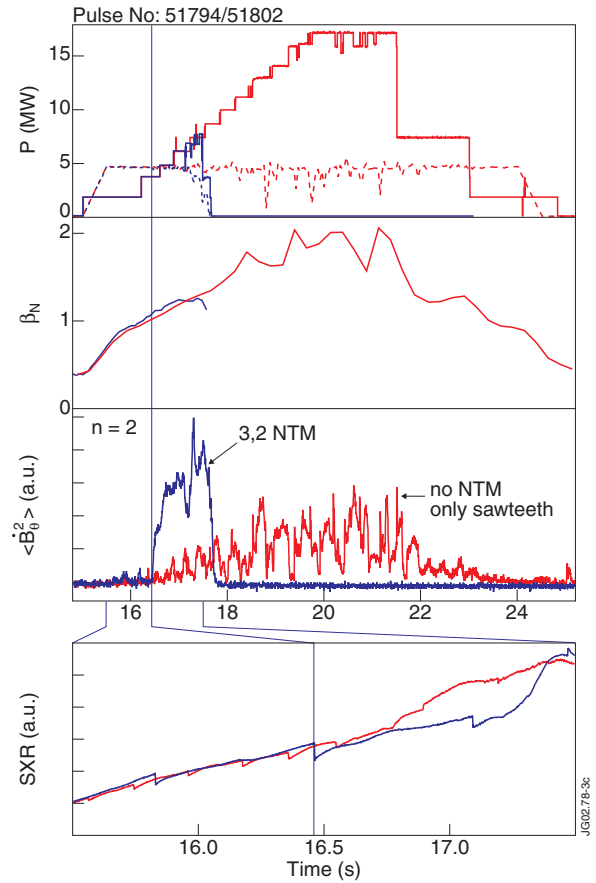 Pulse No: 51794/51802
P (MW)
15
10
5
0
βN
2
1
0
<Ḃθ²> (a.u.)
n = 2
3,2 NTM
no NTM
only sawteeth
16 18 20 22 24
SXR (a.u.)
16.0 16.5 17.0
Time (s)
JG02.78-3c